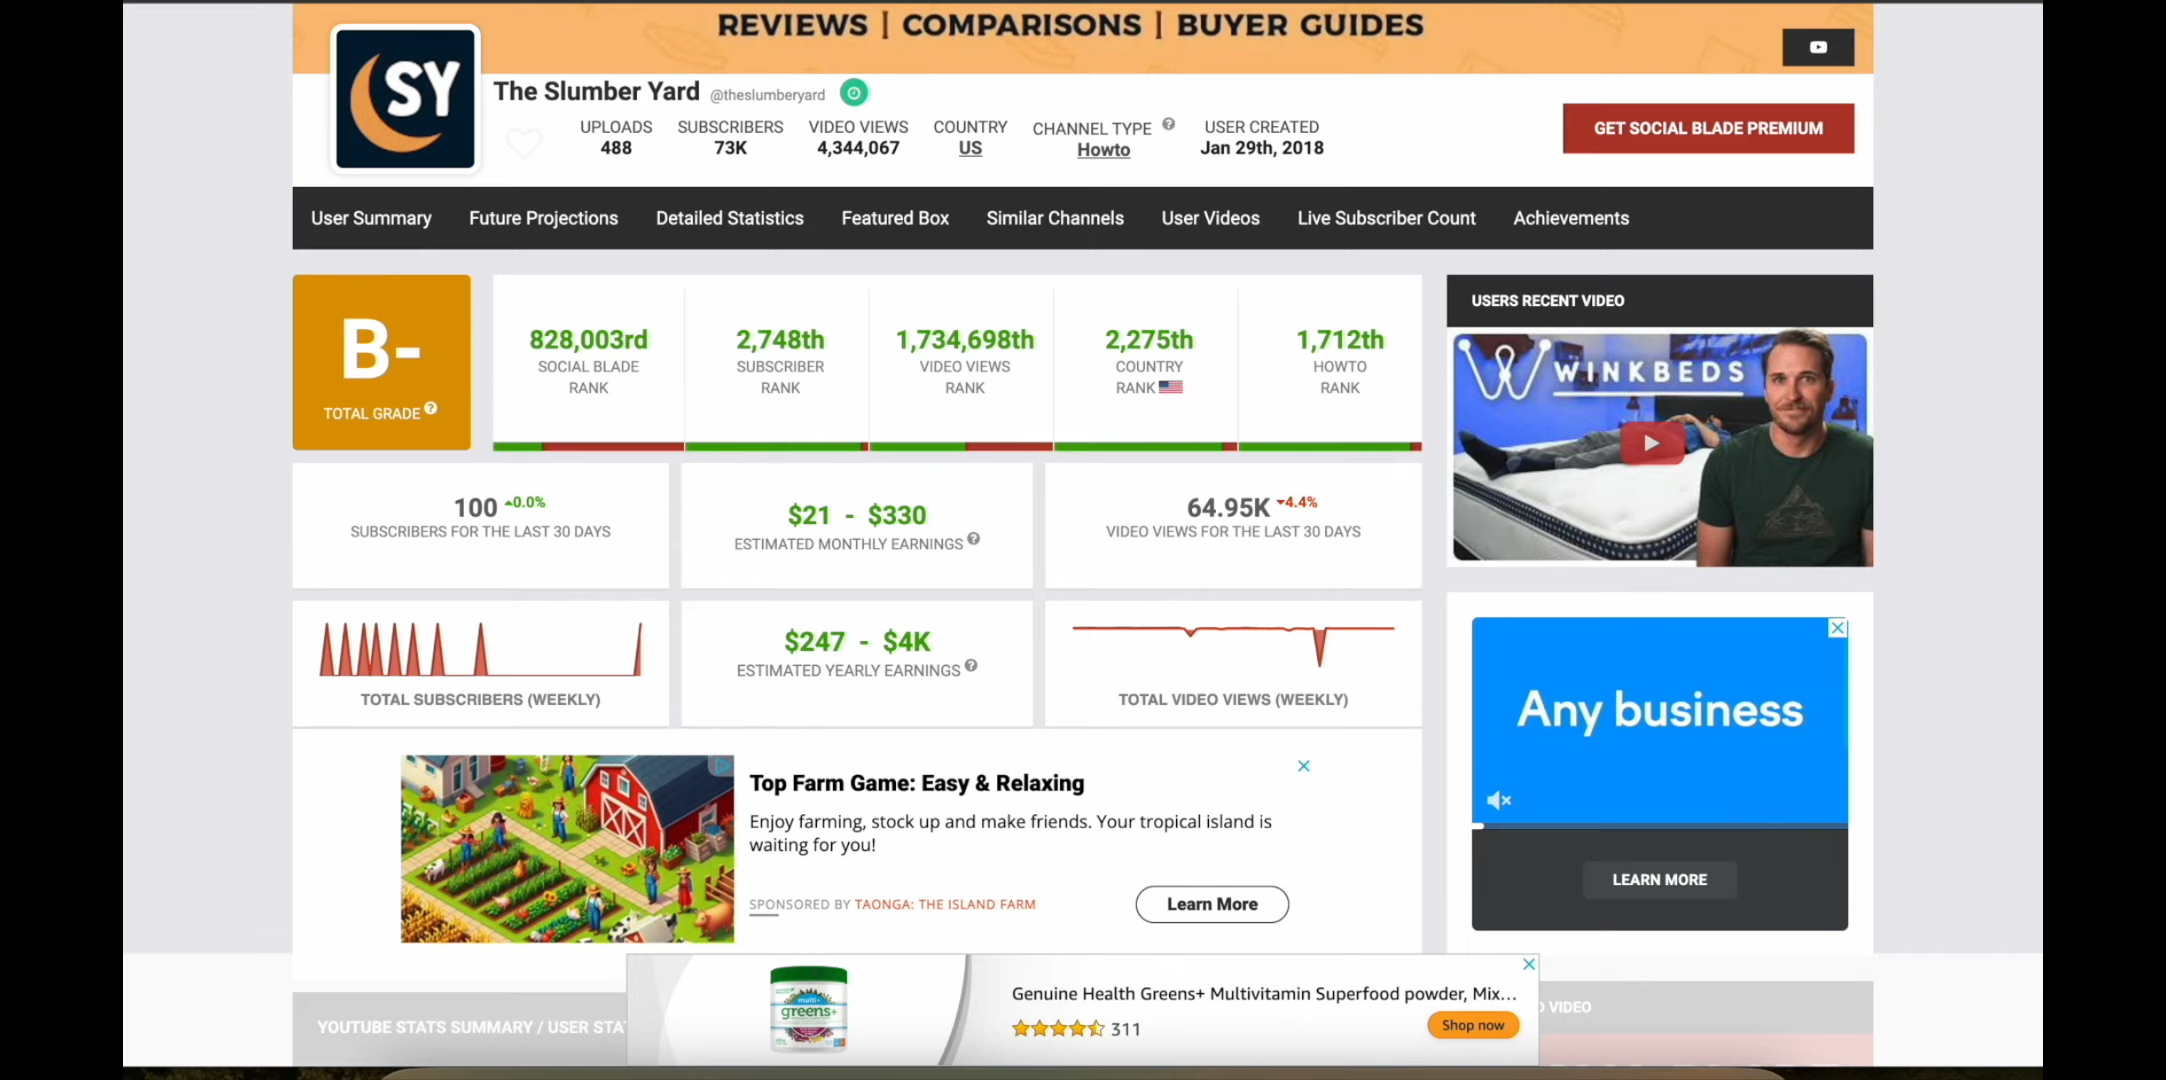 REVIEWS | COMPARISONS | BUYER GUIDES
SY
The Slumber Yard @theslumberyard
UPLOADS
488
SUBSCRIBERS
73K
VIDEO VIEWS
4,344,067
COUNTRY
US
CHANNEL TYPE ?
Howto
USER CREATED
Jan 29th, 2018
GET SOCIAL BLADE PREMIUM
User Summary Future Projections Detailed Statistics Featured Box Similar Channels User Videos Live Subscriber Count Achievements
B-
TOTAL GRADE ?
828,003rd
SOCIAL BLADE
RANK
2,748th
SUBSCRIBER
RANK
1,734,698th
VIDEO VIEWS
RANK
2,275th
COUNTRY
RANK
1,712th
HOWTO
RANK
USERS RECENT VIDEO
WINKBEDS
100 0.0%
SUBSCRIBERS FOR THE LAST 30 DAYS
$21 - $330
ESTIMATED MONTHLY EARNINGS ?
64.95K 4.4%
VIDEO VIEWS FOR THE LAST 30 DAYS
TOTAL SUBSCRIBERS (WEEKLY)
$247 - $4K
ESTIMATED YEARLY EARNINGS ?
TOTAL VIDEO VIEWS (WEEKLY)
Any business
LEARN MORE
Top Farm Game: Easy & Relaxing
Enjoy farming, stock up and make friends. Your tropical island is
waiting for you!
SPONSORED BY TAONGA: THE ISLAND FARM
Learn More
YOUTUBE STATS SUMMARY / USER STA
multi+
greens+
Genuine Health Greens+ Multivitamin Superfood powder, Mix...
311
Shop now
VIDEO